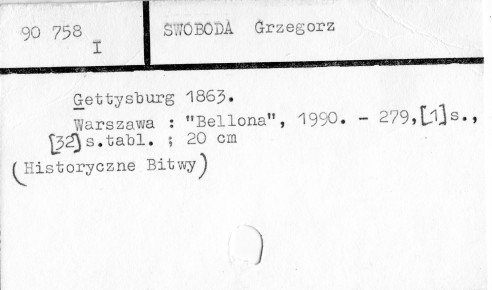 90 758 SWOBODA Grzegorz
I
Gettysburg 1863.
Warszawa : "Bellona", 1990. - 279,[1]s.,
[32]s.tabl. ; 20 cm
(Historyczne Bitwy)